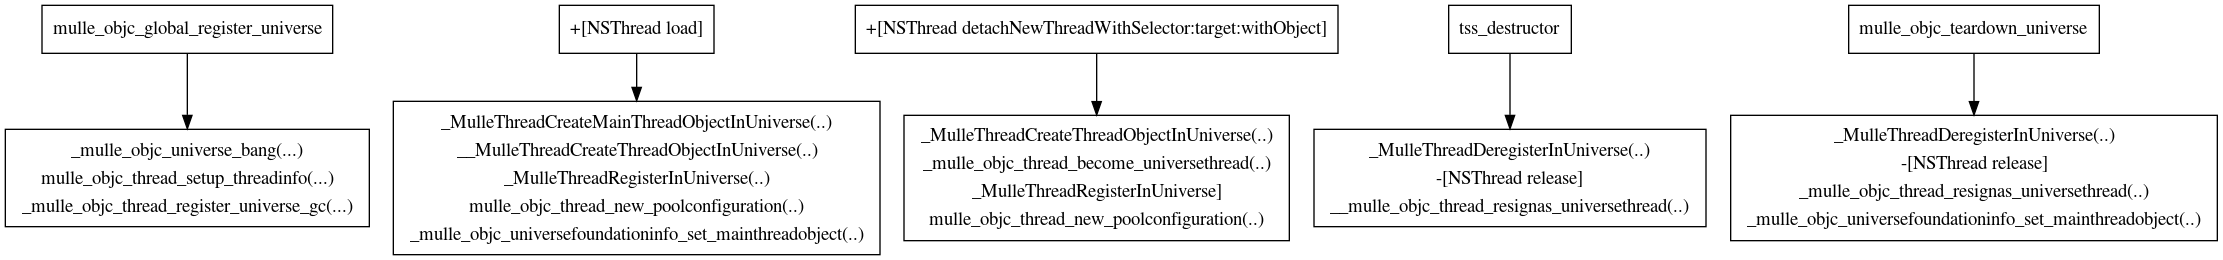 mulle_objc_global_register_universe
+[NSThread load]
+[NSThread detachNewThreadWithSelector:target:withObject]
tss_destructor
mulle_objc_teardown_universe
_mulle_objc_universe_bang(...)
mulle_objc_thread_setup_threadinfo(...)
_mulle_objc_thread_register_universe_gc(...)
_MulleThreadCreateMainThreadObjectInUniverse(..)
__MulleThreadCreateThreadObjectInUniverse(..)
_MulleThreadRegisterInUniverse(..)
mulle_objc_thread_new_poolconfiguration(..)
_mulle_objc_universefoundationinfo_set_mainthreadobject(..)
_MulleThreadCreateThreadObjectInUniverse(..)
_mulle_objc_thread_become_universethread(..)
_MulleThreadRegisterInUniverse]
mulle_objc_thread_new_poolconfiguration(..)
_MulleThreadDeregisterInUniverse(..)
-[NSThread release]
__mulle_objc_thread_resignas_universethread(..)
_MulleThreadDeregisterInUniverse(..)
-[NSThread release]
_mulle_objc_thread_resignas_universethread(..)
_mulle_objc_universefoundationinfo_set_mainthreadobject(..)